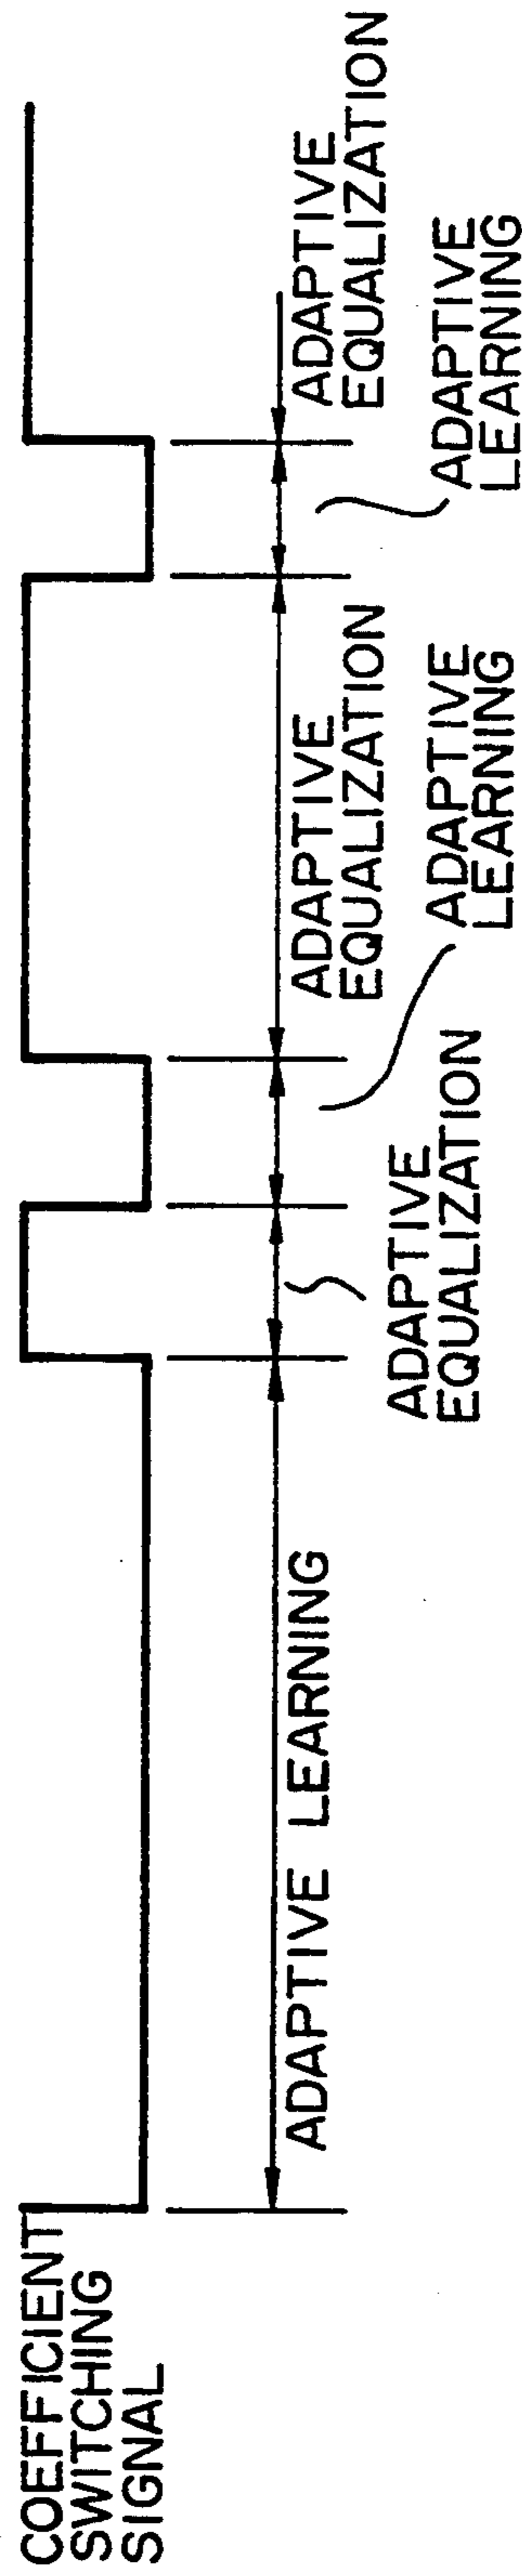 COEFFICIENT
SWITCHING
SIGNAL
ADAPTIVE LEARNING
ADAPTIVE
EQUALIZATION
ADAPTIVE
LEARNING
ADAPTIVE
EQUALIZATION
ADAPTIVE
LEARNING
ADAPTIVE
EQUALIZATION